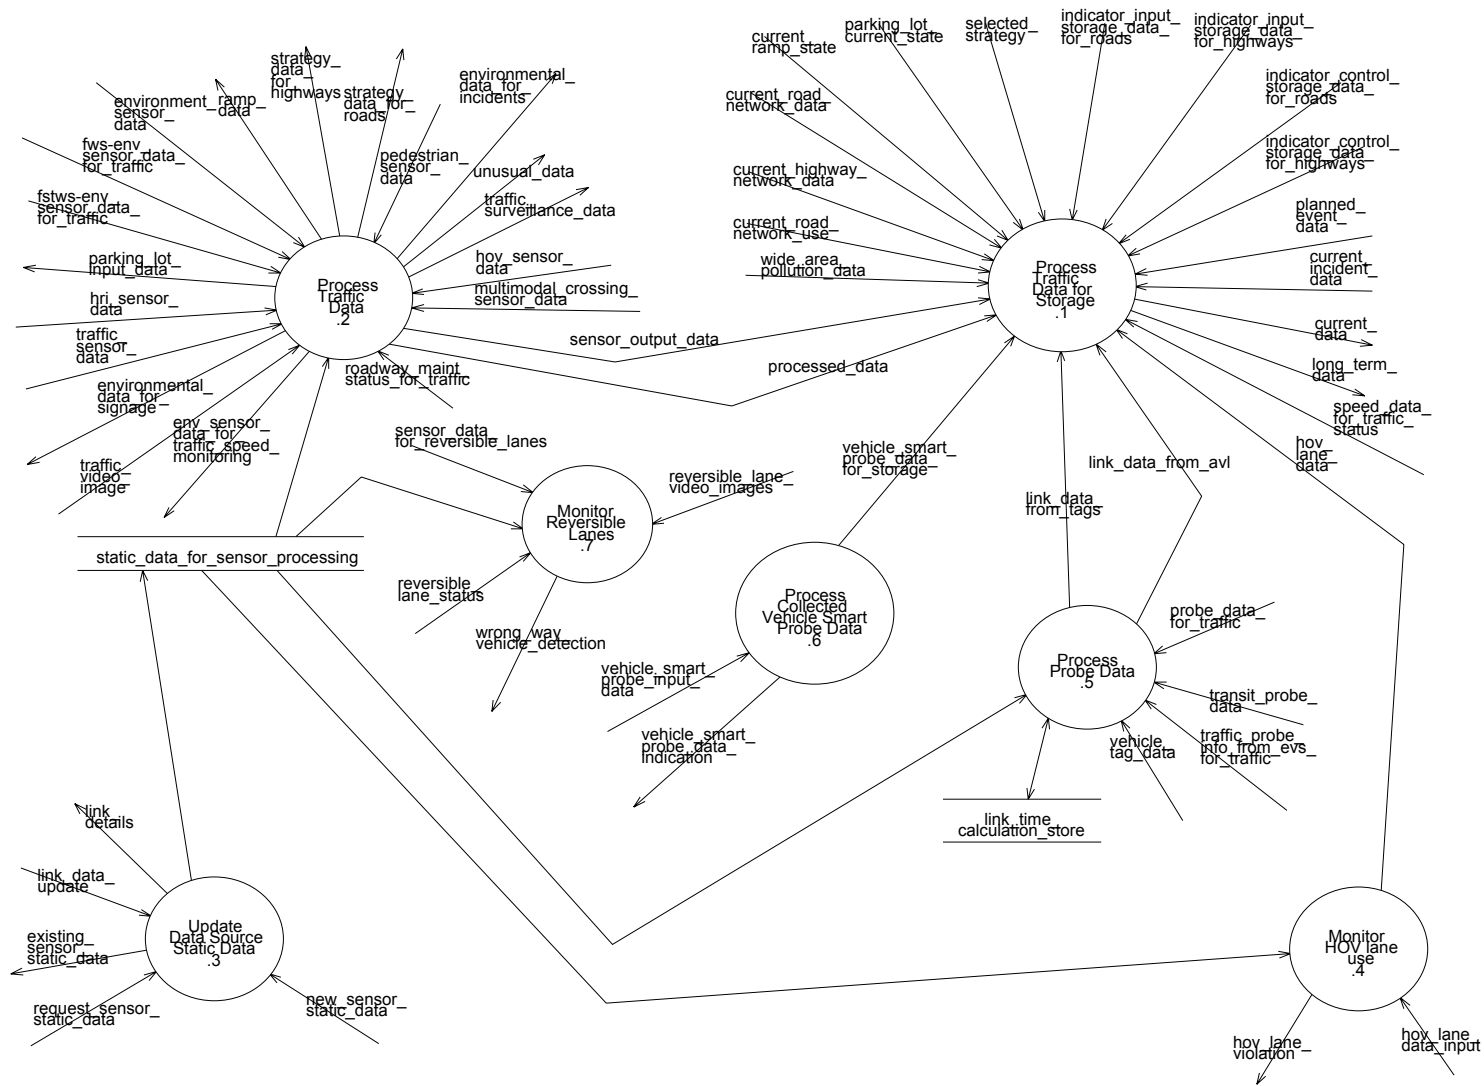 current_
ramp_state
parking_lot_
current_state
selected_
strategy_
indicator_input_
storage_data_
for_roads
indicator_input_
storage_data_
for_highways
strategy_
data_
for_
highways
strategy_
data_for_
roads
environmental_
data_for_
incidents
environment_
sensor_
data
ramp_
data
current_road_
network_data
indicator_control_
storage_data_
for_roads
indicator_control_
storage_data_
for_highways
fws-env_
sensor_data_
for_traffic
pedestrian_
sensor_
data
unusual_data
traffic_
surveillance_data
fstws-env_
sensor_data_
for_traffic
current_highway_
network_data
current_road_
network_use
wide_area_
pollution_data
planned_
event_
data
parking_lot_
input_data
hov_sensor_
data
multimodal_crossing_
sensor_data
current_
incident_
data
hri_sensor_
data
Process
Traffic
Data
.2
Process
Traffic
Data for
Storage
.1
traffic_
sensor_
data
sensor_output_data
processed_data
current_
data
long_term_
data
speed_data_
for_traffic_
status
hov_
lane_
data
roadway_maint_
status_for_traffic
environmental_
data_for_
signage
env_sensor_
data_for_
traffic_speed_
monitoring
traffic_
video_
image
sensor_data_
for_reversible_lanes
vehicle_smart_
probe_data_
for_storage
link_data_from_avl
link_data_
from_tags
reversible_lane_
video_images
Monitor
Reversible
Lanes
.7
static_data_for_sensor_processing
reversible_
lane_status
wrong_way_
vehicle_detection
Process
Collected
Vehicle Smart
Probe Data
.6
vehicle_smart_
probe_input_
data
vehicle_smart_
probe_data_
indication
probe_data_
for_traffic
Process
Probe Data
.5
transit_probe_
data
traffic_probe_
info_from_evs_
for_traffic
vehicle_
tag_data
link_time_
calculation_store
link_
details
link_data_
update
existing_
sensor_
static_data
request_sensor_
static_data
new_sensor_
static_data
Update
Data Source
Static Data
.3
Monitor
HOV lane
use
.4
hov_lane_
violation
hov_lane_
data_input